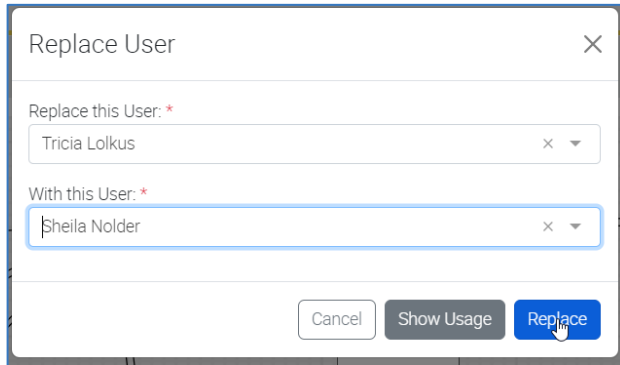 Replace User
Replace this User: *
Tricia Lolkus
With this User: *
Sheila Nolder
Cancel Show Usage Replace